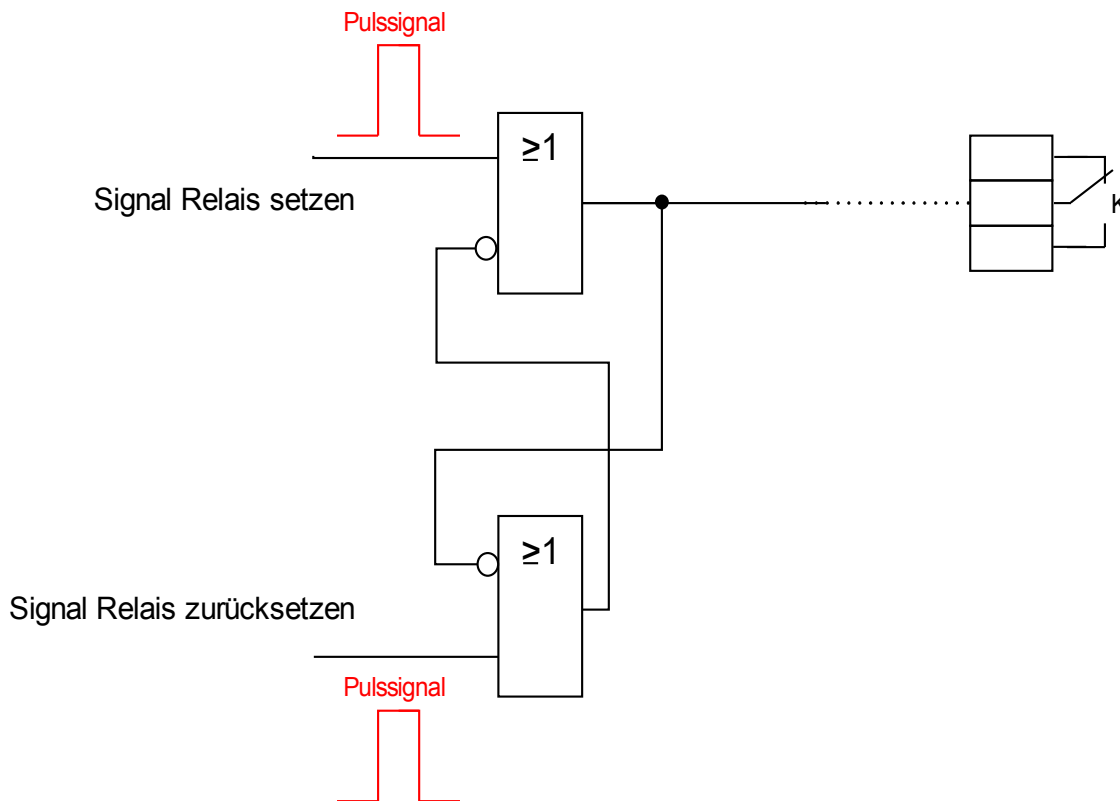 Pulssignal
≥1
Signal Relais setzen
K
≥1
Signal Relais zurücksetzen
Pulssignal